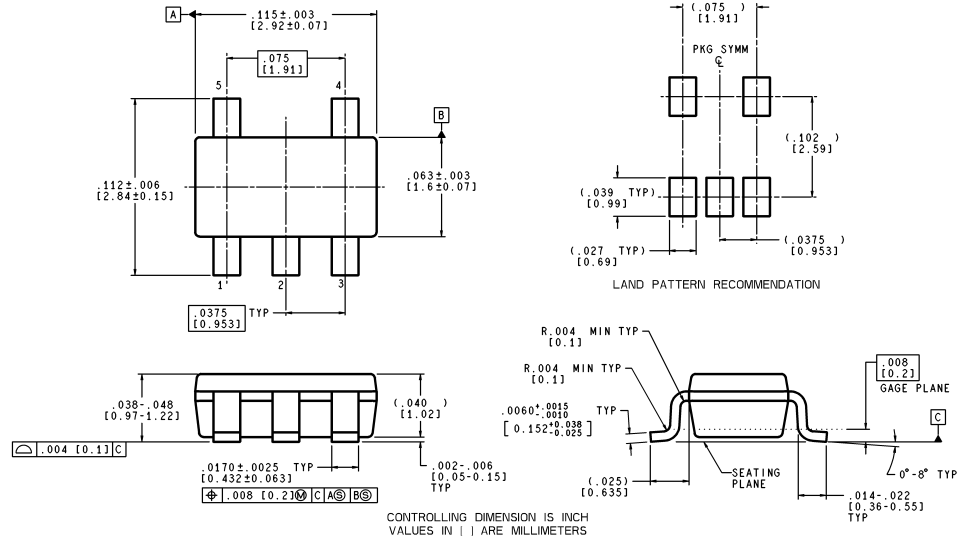 A
.115±.003
[2.92±0.07]
.075
[1.91]
5
4
B
.112±.006
[2.84±0.15]
.063±.003
[1.6±0.07]
1
2
3
.0375
[0.953]
TYP
(.075 )
[1.91]
PKG SYMM
℄
(.102 )
[2.59]
(.039 TYP)
[0.99]
(.027 TYP)
[0.69]
(.0375 )
[0.953]
LAND PATTERN RECOMMENDATION
.038-.048
[0.97-1.22]
(.040 )
[1.02]
⌓ .004 [0.1] C
.0170±.0025 TYP
[0.432±0.063]
⌖ .008 [0.2]Ⓜ C AⓈ BⓈ
.002-.006
[0.05-0.15]
TYP
R.004 MIN TYP
[0.1]
R.004 MIN TYP
[0.1]
.0060+.0015 -.0010 TYP
[0.152+0.038 -0.025]
.008
[0.2]
GAGE PLANE
C
0°-8° TYP
SEATING
PLANE
(.025)
[0.635]
.014-.022
[0.36-0.55]
TYP
CONTROLLING DIMENSION IS INCH
VALUES IN [ ] ARE MILLIMETERS